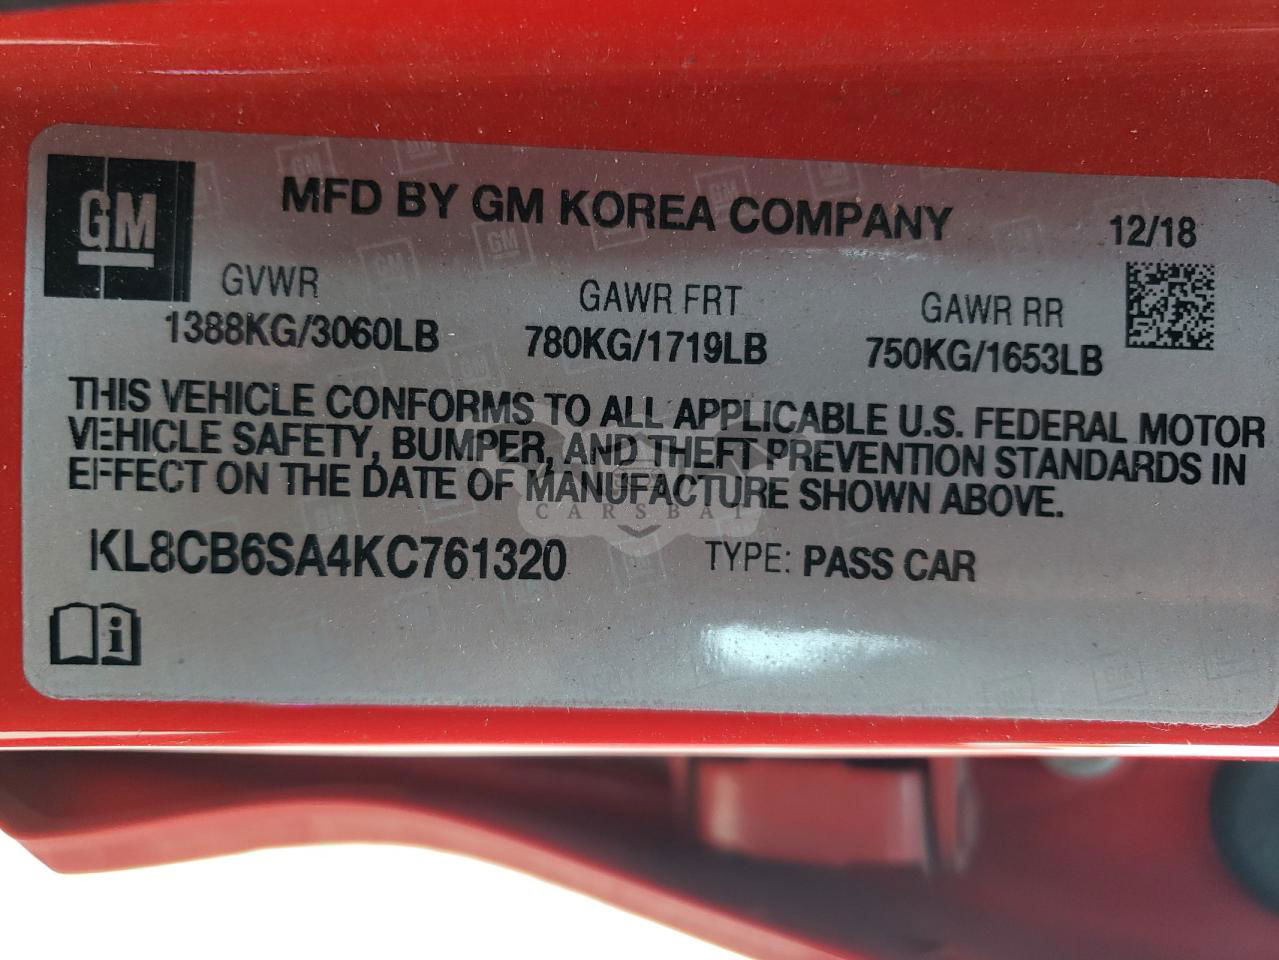 GM
MFD BY GM KOREA COMPANY
12/18
GVWR
GAWR FRT
GAWR RR
1388KG/3060LB
780KG/1719LB
750KG/1653LB
THIS VEHICLE CONFORMS TO ALL APPLICABLE U.S. FEDERAL MOTOR
VEHICLE SAFETY, BUMPER, AND THEFT PREVENTION STANDARDS IN
EFFECT ON THE DATE OF MANUFACTURE SHOWN ABOVE.
CARSBAT
KL8CB6SA4KC761320
TYPE: PASS CAR
i